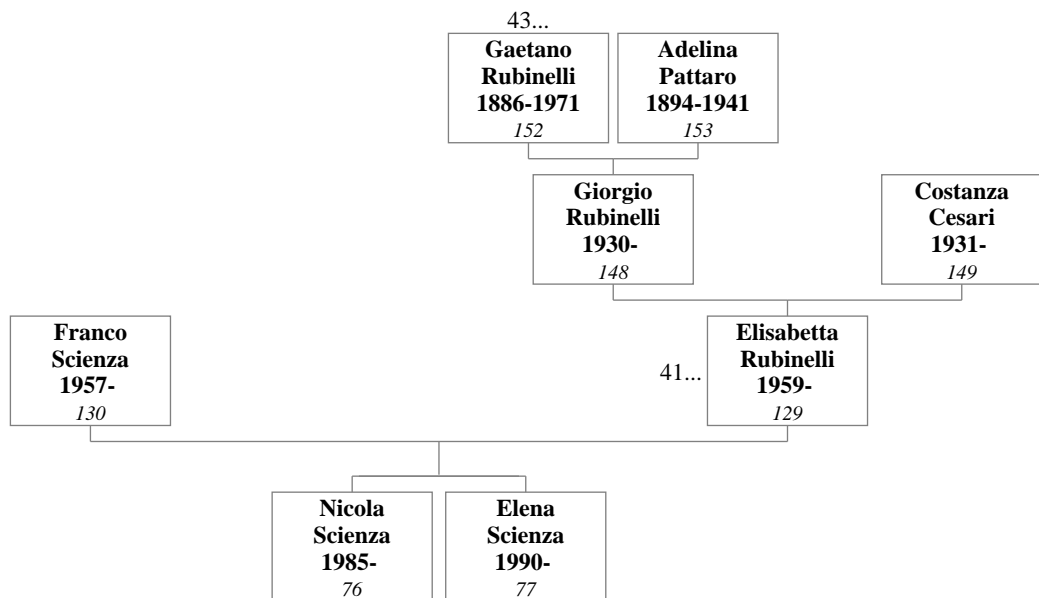 43...
Gaetano
Rubinelli
1886-1971
152
Adelina
Pattaro
1894-1941
153
Giorgio
Rubinelli
1930-
148
Costanza
Cesari
1931-
149
Franco
Scienza
1957-
130
41...
Elisabetta
Rubinelli
1959-
129
Nicola
Scienza
1985-
76
Elena
Scienza
1990-
77